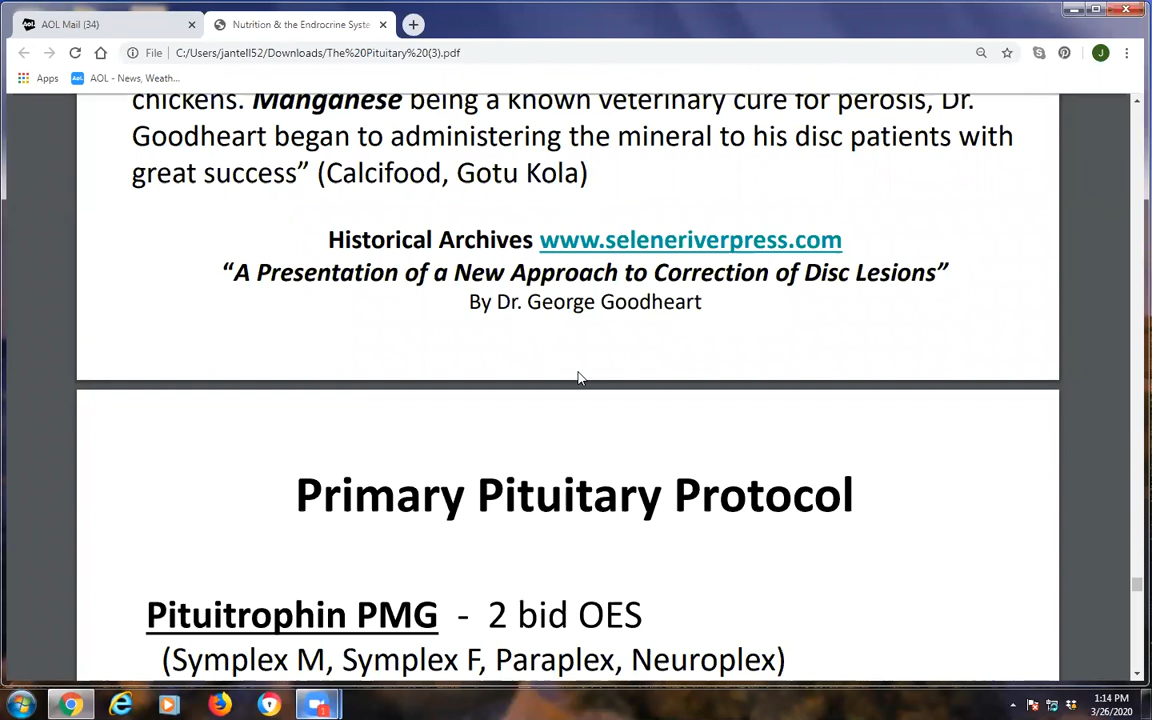 AOL Mail (34)
Nutrition & the Endocrine Syste
File
C:/Users/jantell52/Downloads/The%20Pituitary%20(3).pdf
J
Apps
Aol.
AOL - News, Weath...
chickens. Manganese being a known veterinary cure for perosis, Dr.
Goodheart began to administering the mineral to his disc patients with
great success” (Calcifood, Gotu Kola)
Historical Archives www.seleneriverpress.com
“A Presentation of a New Approach to Correction of Disc Lesions”
By Dr. George Goodheart
Primary Pituitary Protocol
Pituitrophin PMG - 2 bid OES
(Symplex M, Symplex F, Paraplex, Neuroplex)
1:14 PM
3/26/2020